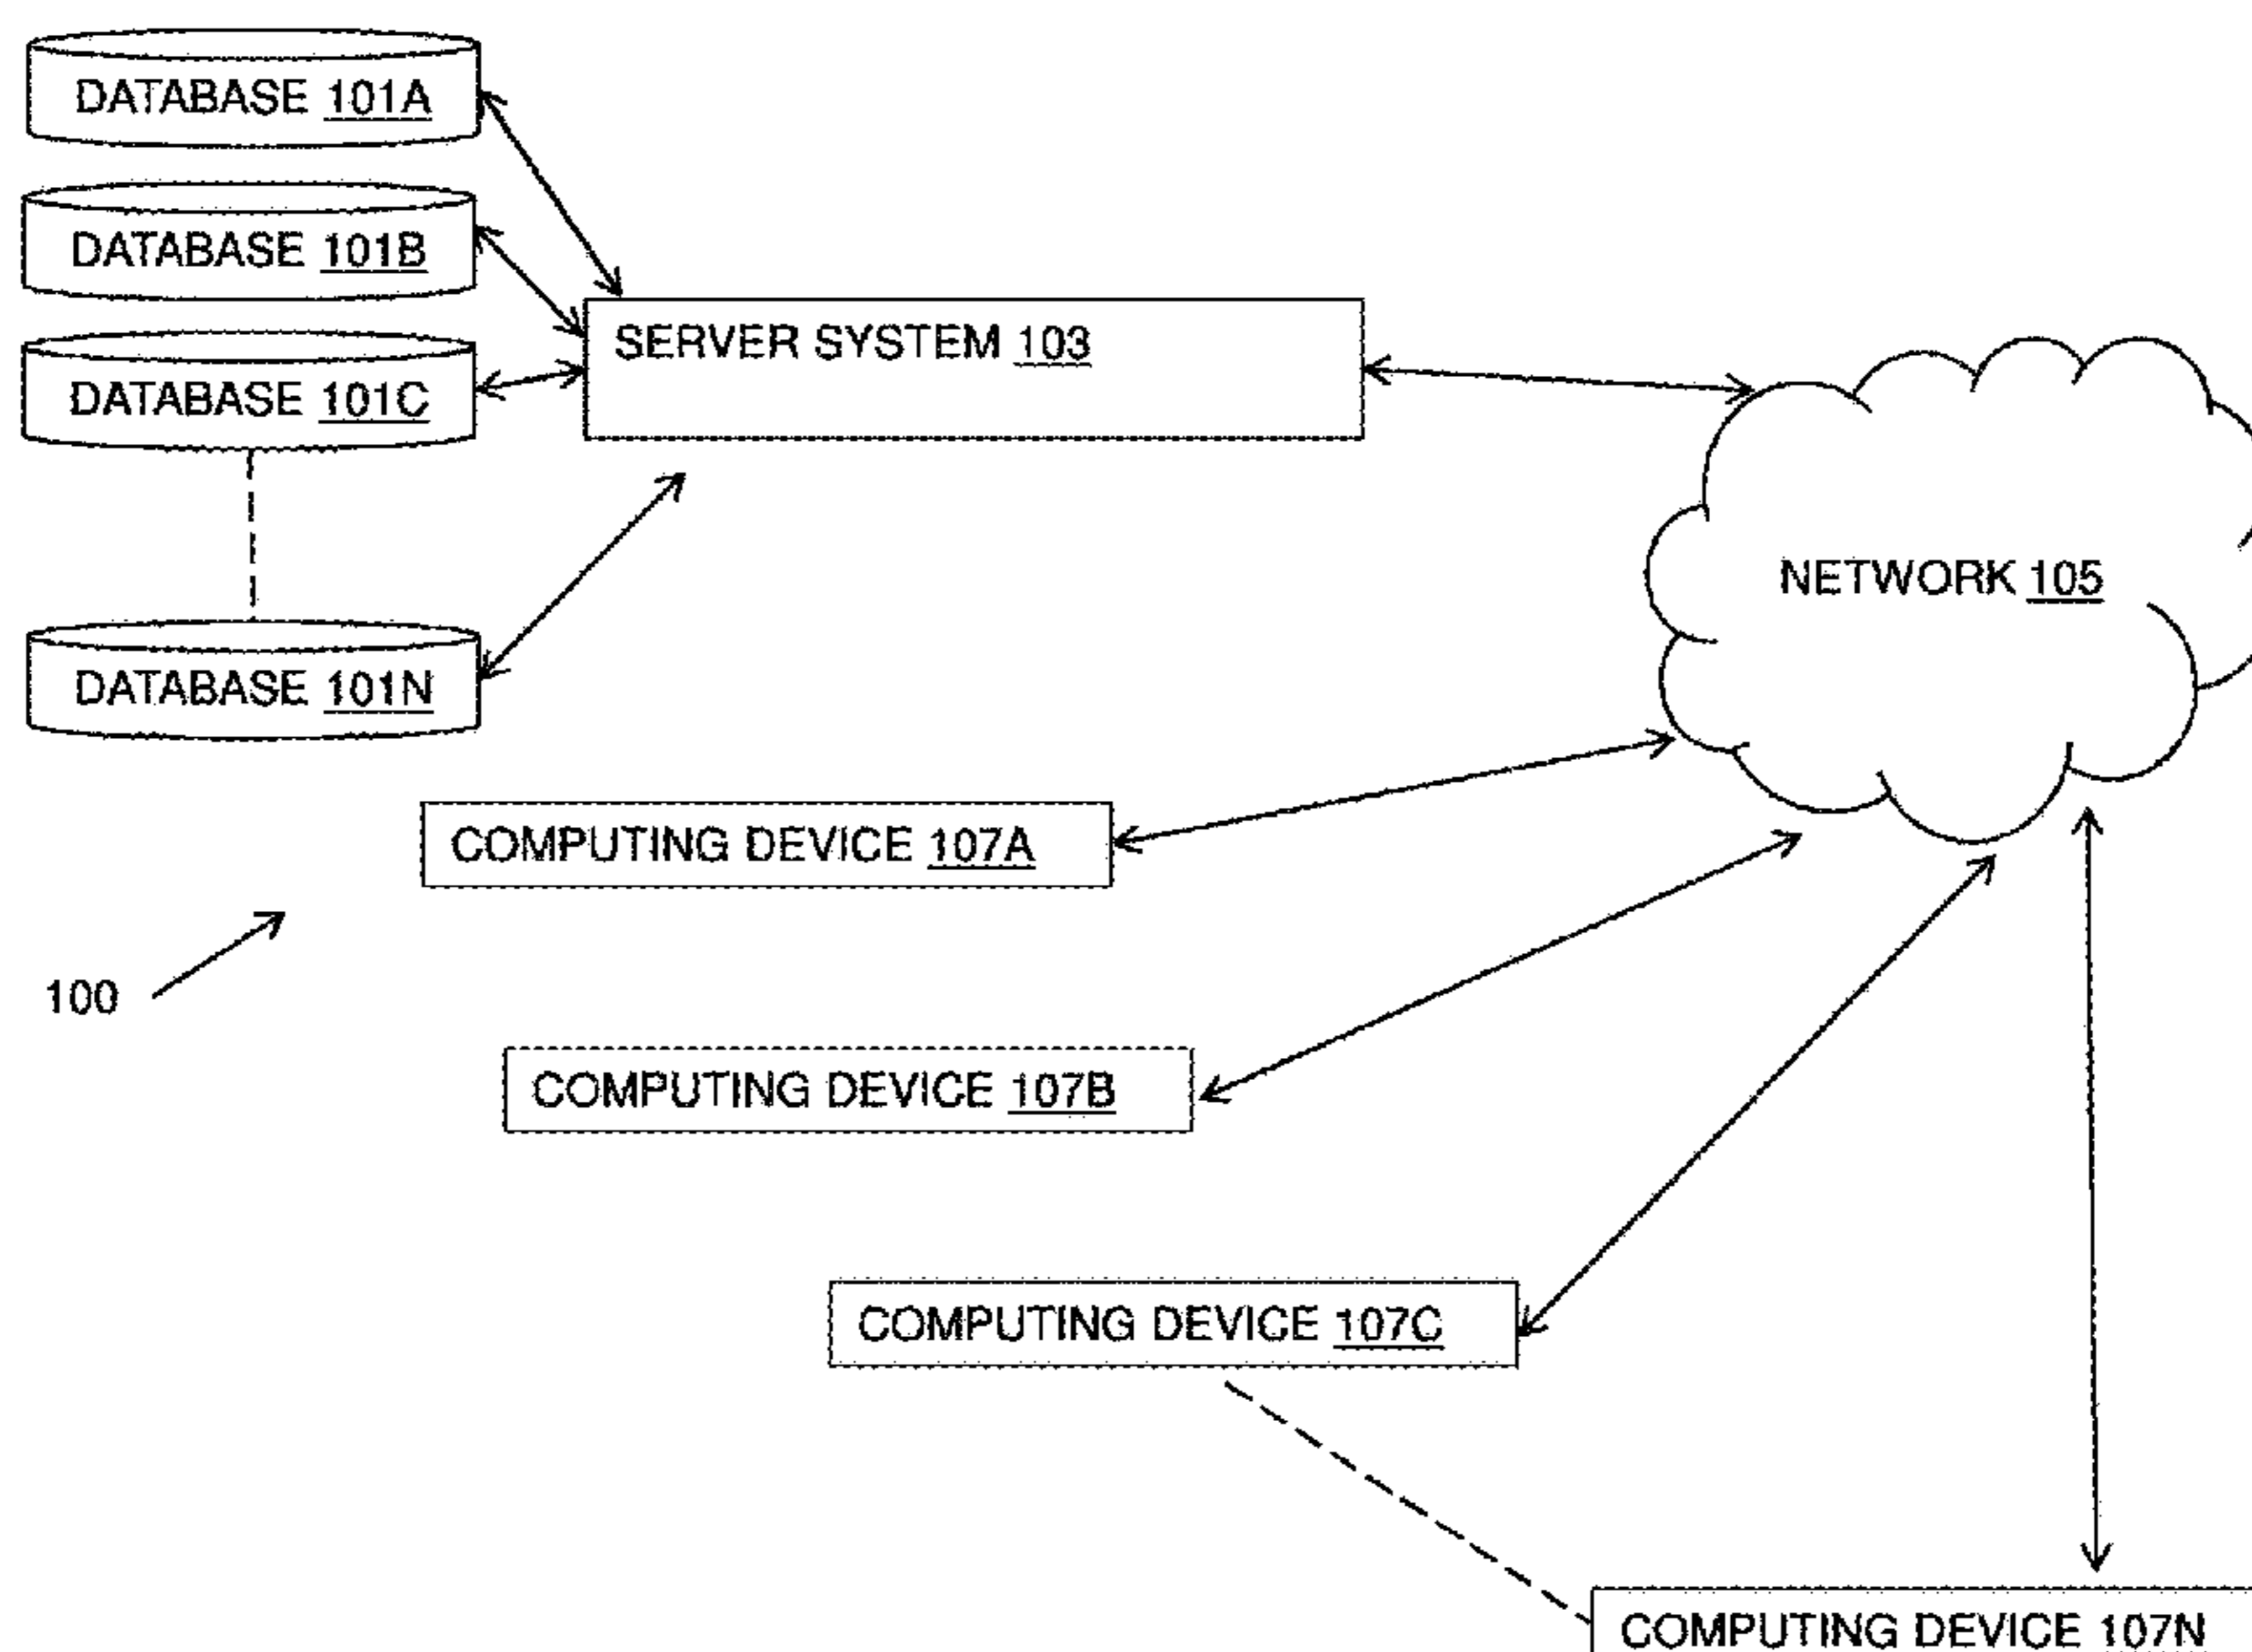 DATABASE 101A
DATABASE 101B
SERVER SYSTEM 103
DATABASE 101C
NETWORK 105
DATABASE 101N
COMPUTING DEVICE 107A
100
COMPUTING DEVICE 107B
COMPUTING DEVICE 107C
COMPUTING DEVICE 107N